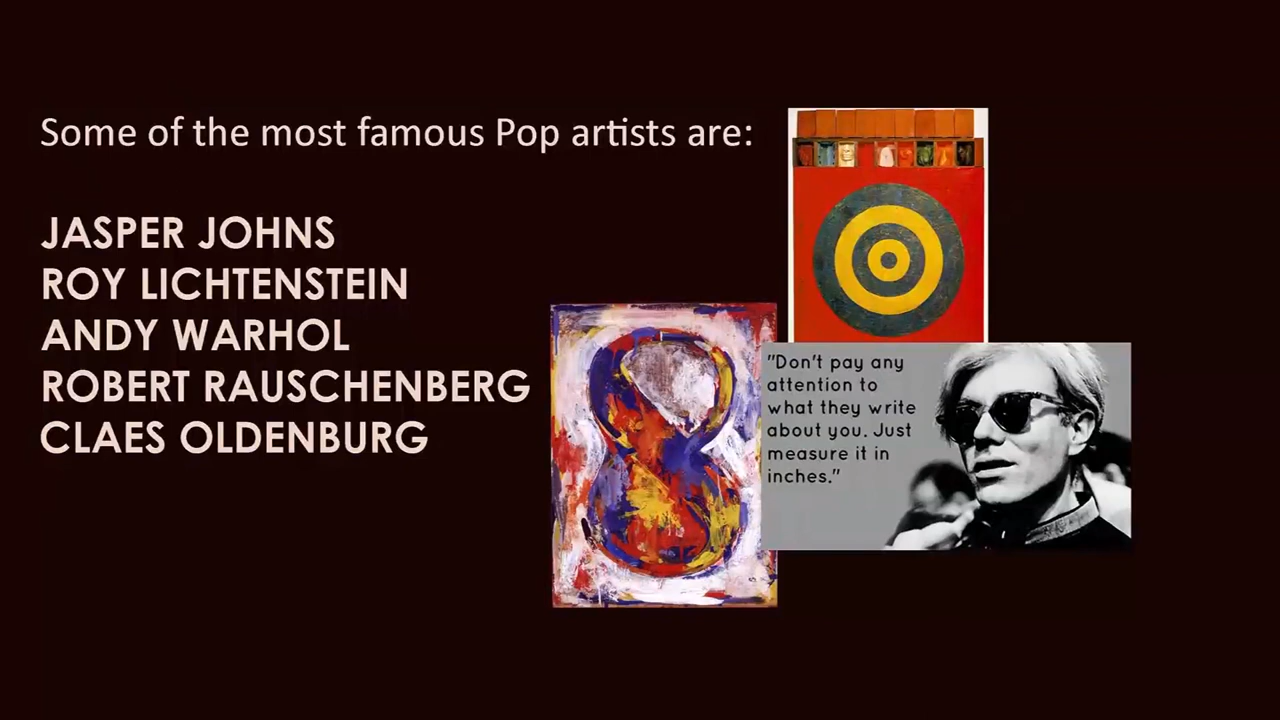 Some of the most famous Pop artists are:
JASPER JOHNS
ROY LICHTENSTEIN
ANDY WARHOL
ROBERT RAUSCHENBERG
CLAES OLDENBURG
"Don't pay any
attention to
what they write
about you. Just
measure it in
inches."